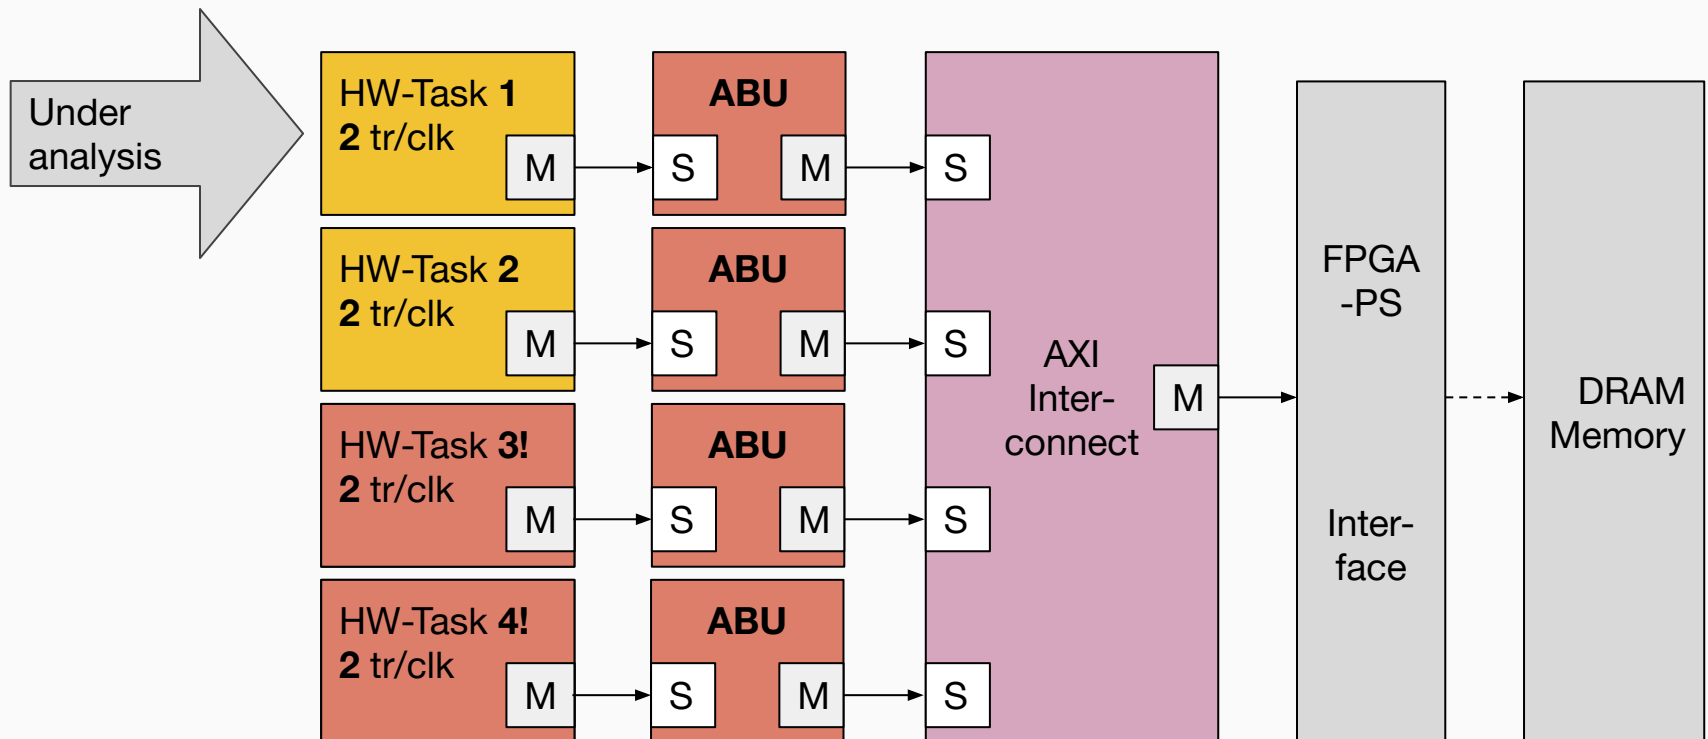 Under
analysis
HW-Task 1
2 tr/clk
M
ABU
S
M
S
HW-Task 2
2 tr/clk
M
ABU
S
M
S
HW-Task 3!
2 tr/clk
M
ABU
S
M
S
HW-Task 4!
2 tr/clk
M
ABU
S
M
S
AXI
Inter-
connect
M
FPGA
-PS
Inter-
face
DRAM
Memory